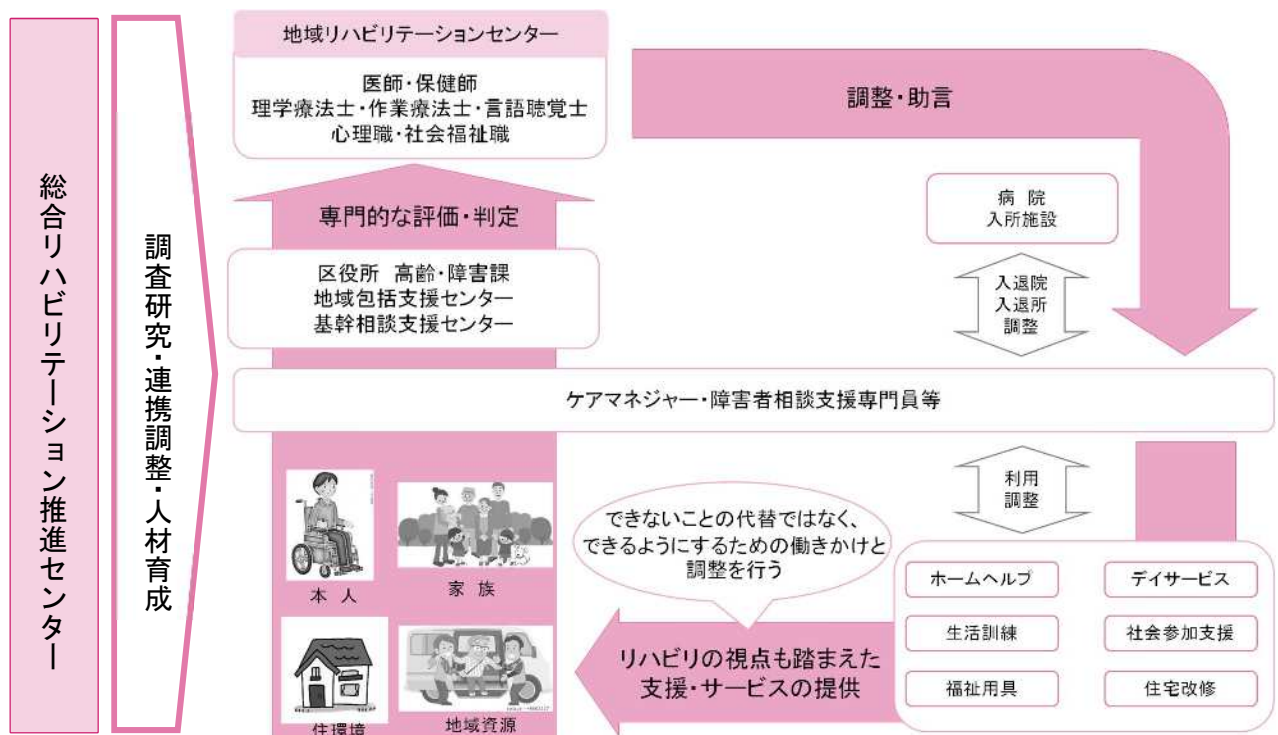 総合リハビリテーション推進センター
調査研究・連携調整・人材育成
地域リハビリテーションセンター
医師・保健師
理学療法士・作業療法士・言語聴覚士
心理職・社会福祉職
調整・助言
専門的な評価・判定
病 院
入所施設
区役所 高齢・障害課
地域包括支援センター
基幹相談支援センター
入退院
入退所
調整
ケアマネジャー・障害者相談支援専門員等
利用
調整
本 人
家 族
住環境
地域資源
できないことの代替ではなく、
できるようにするための働きかけと
調整を行う
リハビリの視点も踏まえた
支援・サービスの提供
ホームヘルプ
デイサービス
生活訓練
社会参加支援
福祉用具
住宅改修